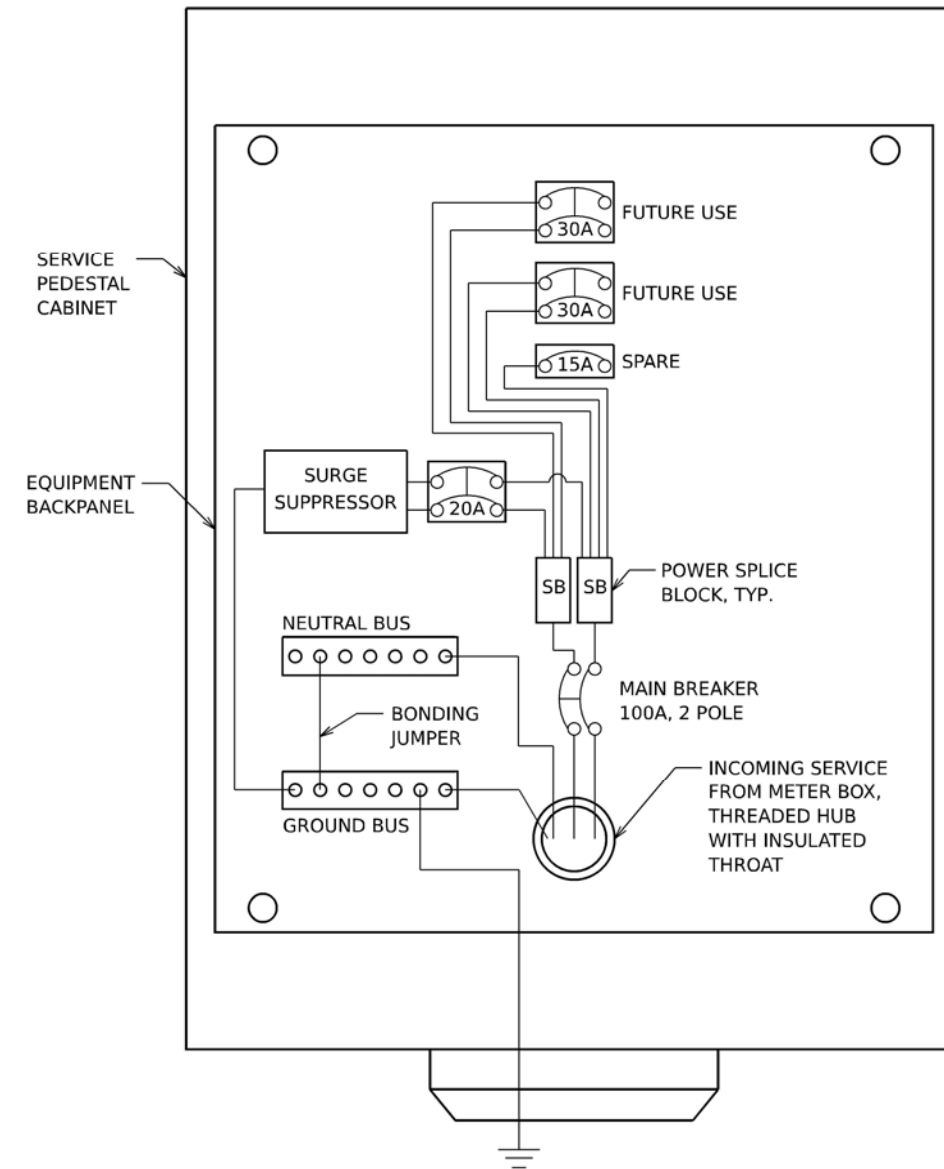 FUTURE USE
30A
SERVICE
PEDESTAL
CABINET
FUTURE USE
30A
15A
SPARE
EQUIPMENT
BACKPANEL
SURGE
SUPPRESSOR
20A
SB
SB
POWER SPLICE
BLOCK, TYP.
NEUTRAL BUS
MAIN BREAKER
100A, 2 POLE
BONDING
JUMPER
INCOMING SERVICE
FROM METER BOX,
THREADED HUB
WITH INSULATED
THROAT
GROUND BUS